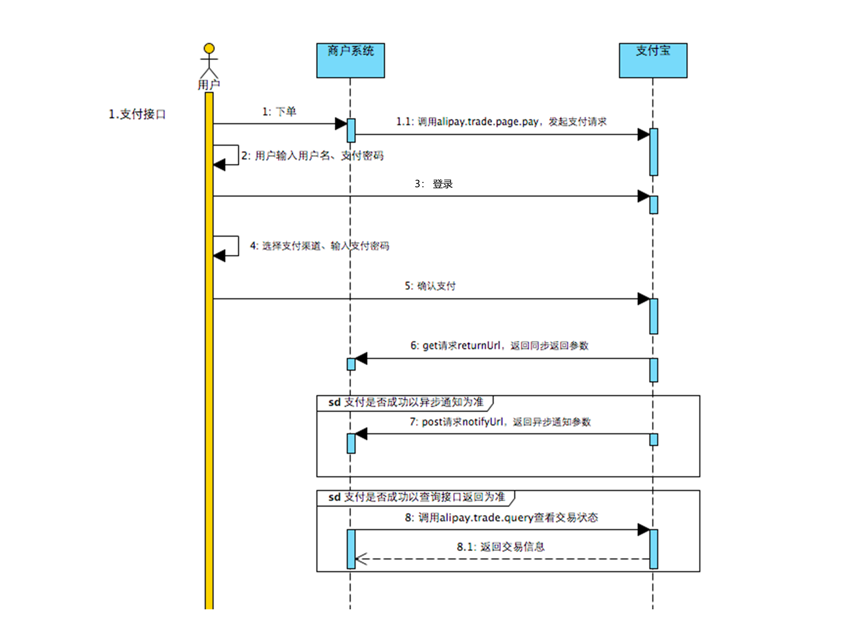 商户系统
支付宝
用户
1.支付接口
1: 下单
1.1: 调用alipay.trade.page.pay，发起支付请求
2: 用户输入用户名、支付密码
3: 登录
4: 选择支付渠道、输入支付密码
5: 确认支付
6: get请求returnUrl，返回同步返回参数
sd 支付是否成功以异步通知为准
7: post请求notifyUrl，返回异步通知参数
sd 支付是否成功以查询接口返回为准
8: 调用alipay.trade.query查看交易状态
8.1: 返回交易信息